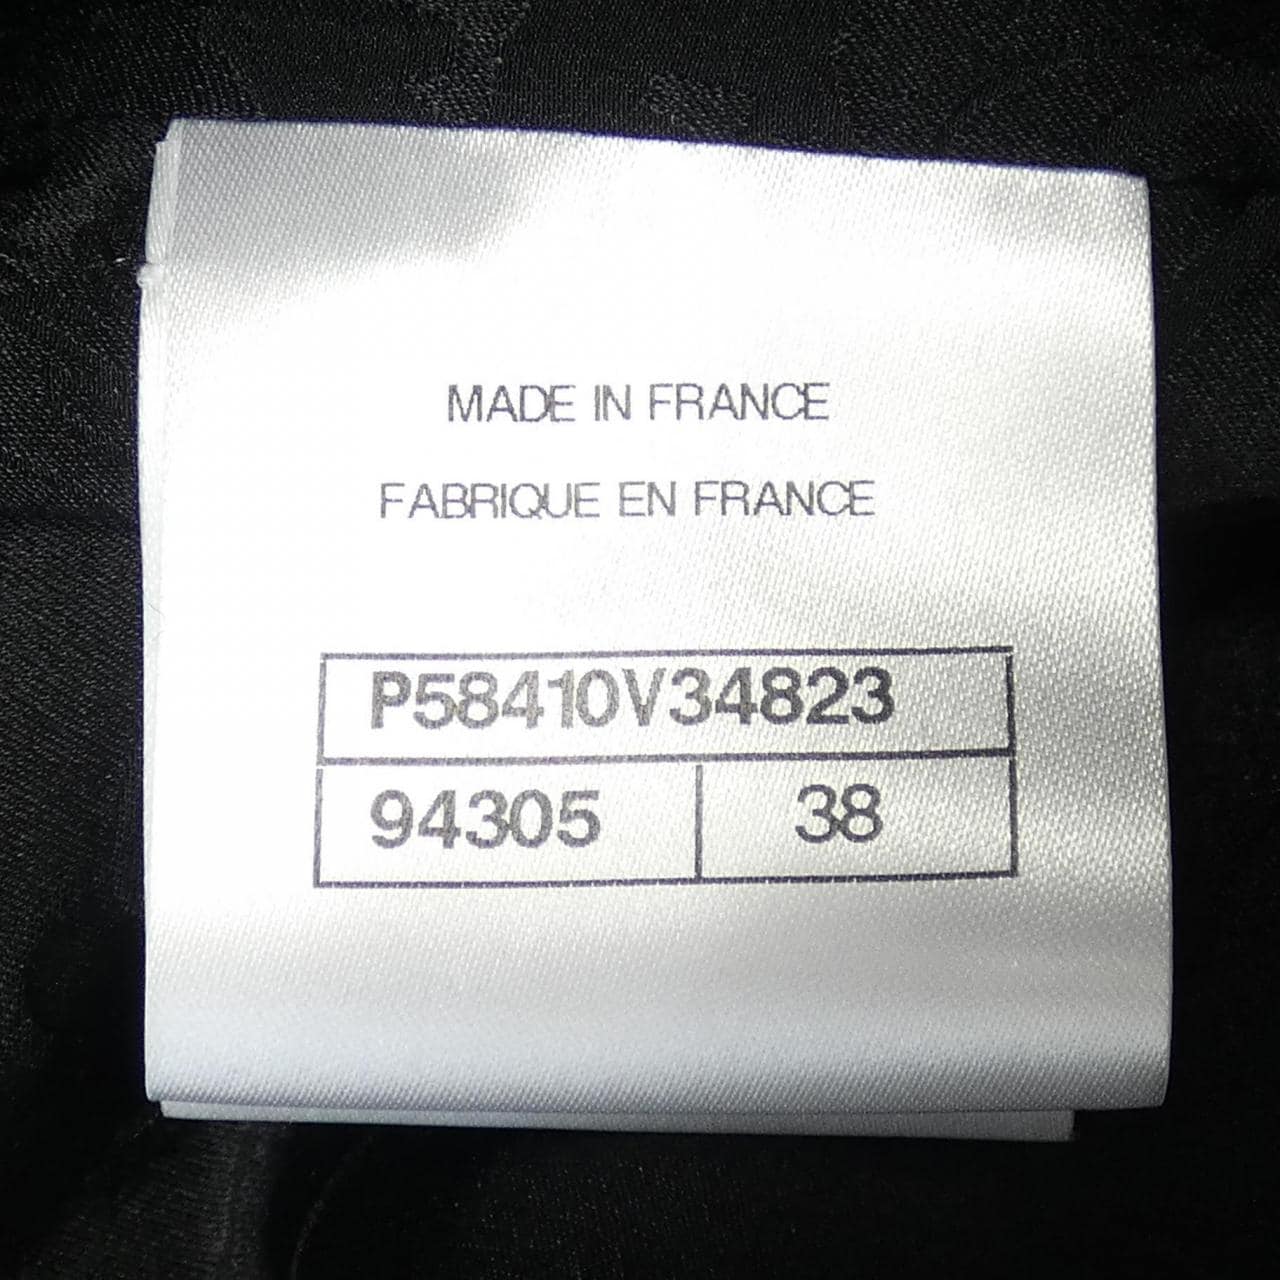 MADE IN FRANCE
FABRIQUE EN FRANCE
P58410V34823
94305 38